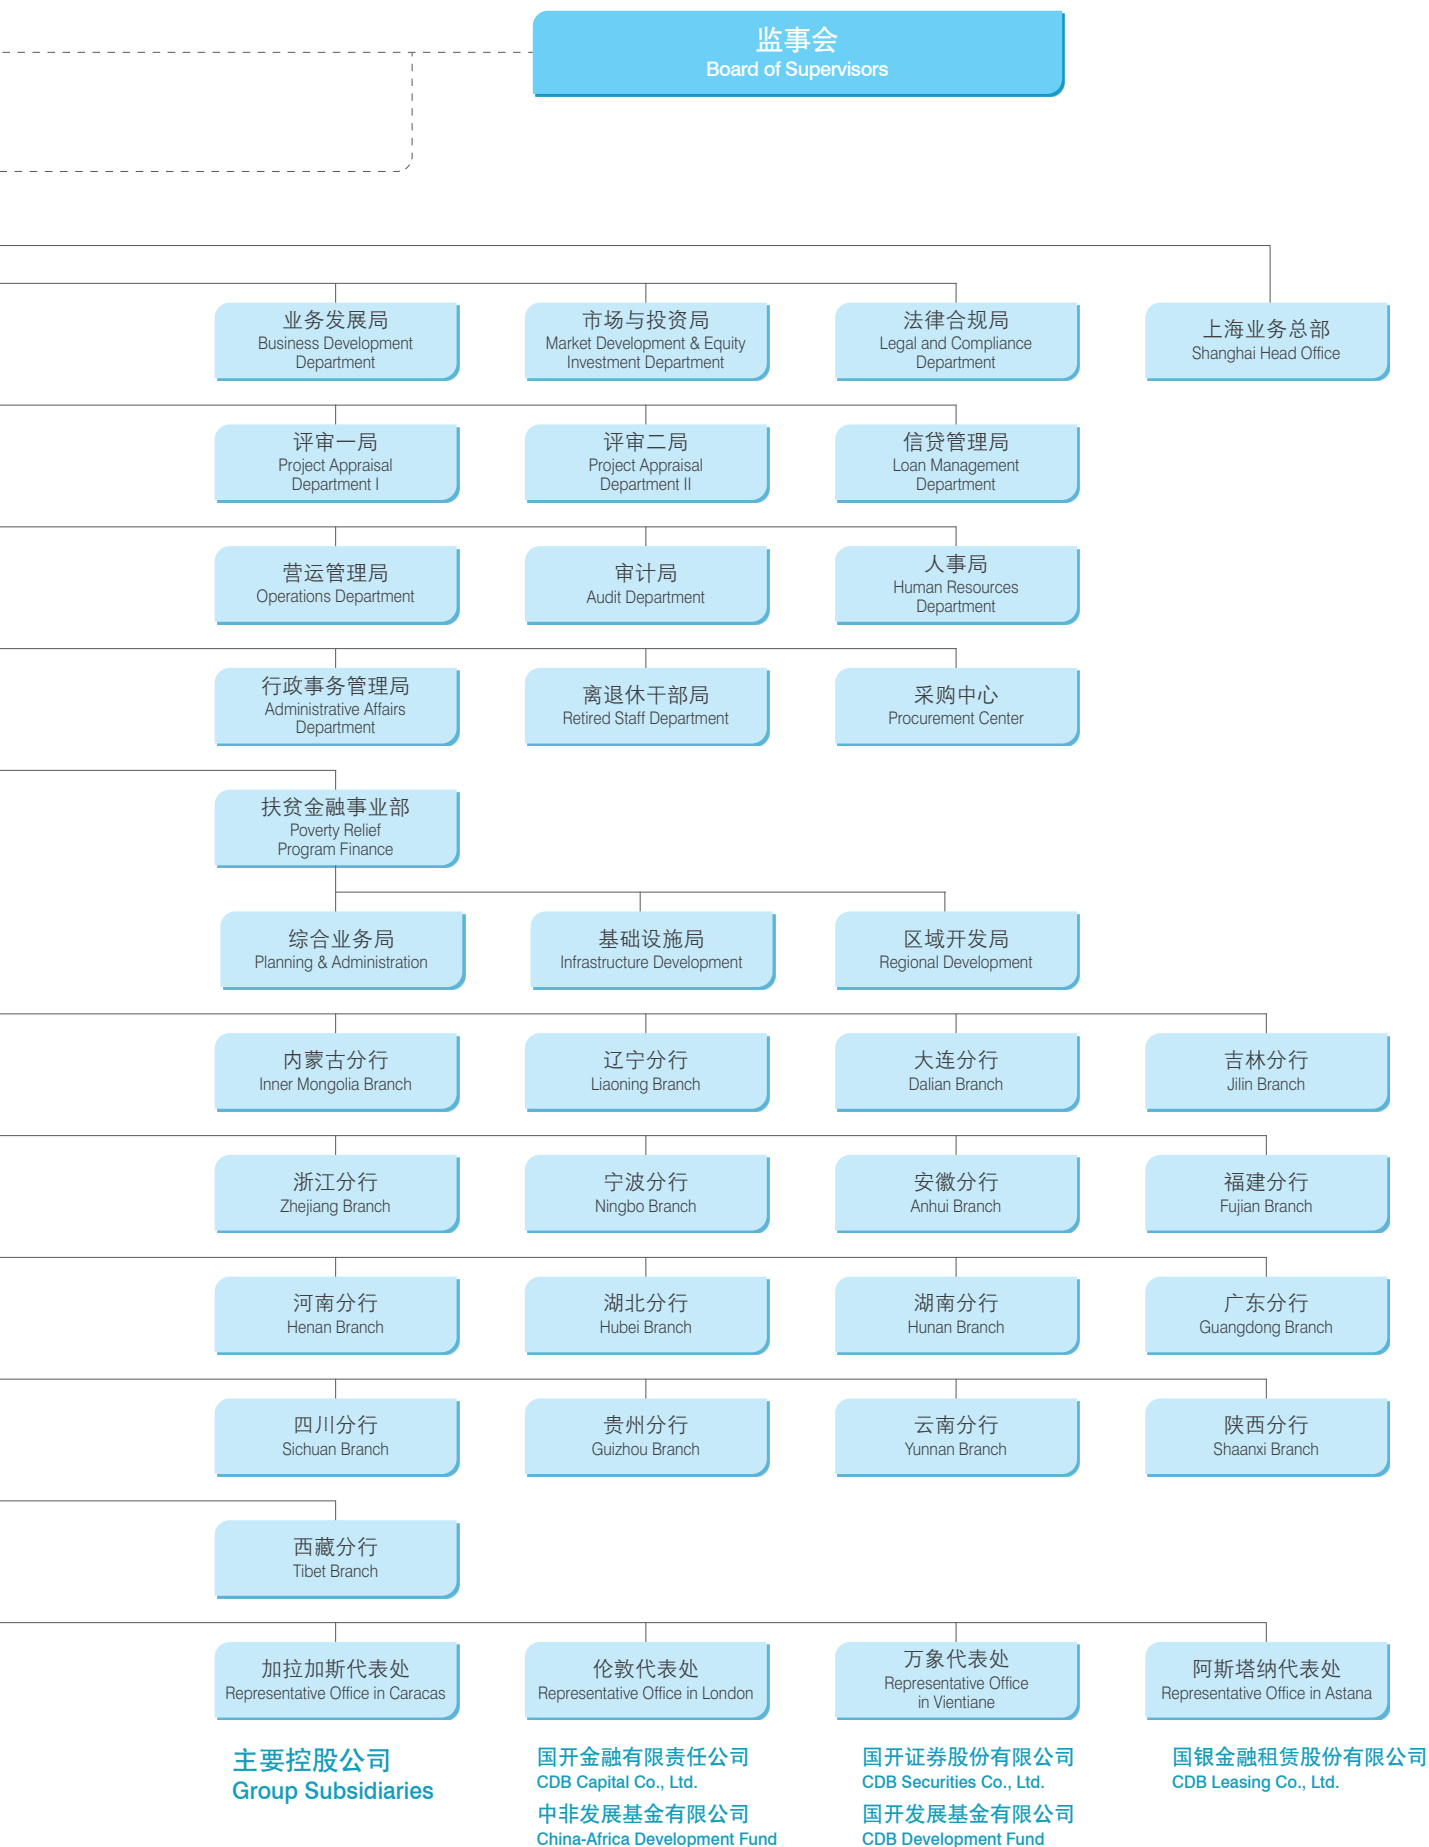 监事会
Board of Supervisors
业务发展局
Business Development
Department
市场与投资局
Market Development & Equity
Investment Department
法律合规局
Legal and Compliance
Department
上海业务总部
Shanghai Head Office
评审一局
Project Appraisal
Department I
评审二局
Project Appraisal
Department II
信贷管理局
Loan Management
Department
营运管理局
Operations Department
审计局
Audit Department
人事局
Human Resources
Department
行政事务管理局
Administrative Affairs
Department
离退休干部局
Retired Staff Department
采购中心
Procurement Center
扶贫金融事业部
Poverty Relief
Program Finance
综合业务局
Planning & Administration
基础设施局
Infrastructure Development
区域开发局
Regional Development
内蒙古分行
Inner Mongolia Branch
辽宁分行
Liaoning Branch
大连分行
Dalian Branch
吉林分行
Jilin Branch
浙江分行
Zhejiang Branch
宁波分行
Ningbo Branch
安徽分行
Anhui Branch
福建分行
Fujian Branch
河南分行
Henan Branch
湖北分行
Hubei Branch
湖南分行
Hunan Branch
广东分行
Guangdong Branch
四川分行
Sichuan Branch
贵州分行
Guizhou Branch
云南分行
Yunnan Branch
陕西分行
Shaanxi Branch
西藏分行
Tibet Branch
加拉加斯代表处
Representative Office in Caracas
伦敦代表处
Representative Office in London
万象代表处
Representative Office
in Vientiane
阿斯塔纳代表处
Representative Office in Astana
主要控股公司
Group Subsidiaries
国开金融有限责任公司
CDB Capital Co., Ltd.
国开证券股份有限公司
CDB Securities Co., Ltd.
国银金融租赁股份有限公司
CDB Leasing Co., Ltd.
中非发展基金有限公司
China-Africa Development Fund
国开发展基金有限公司
CDB Development Fund